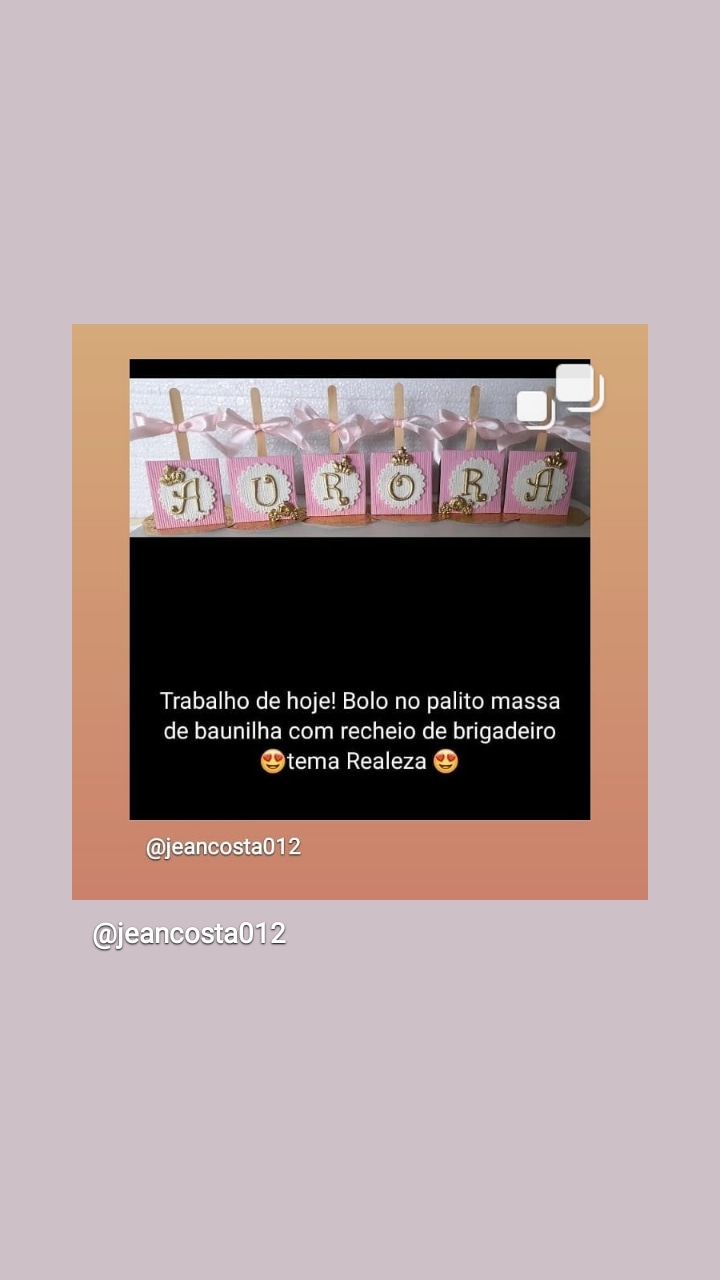 AURORA
Trabalho de hoje! Bolo no palito massa
de baunilha com recheio de brigadeiro
😍tema Realeza 😍
@jeancosta012
@jeancosta012